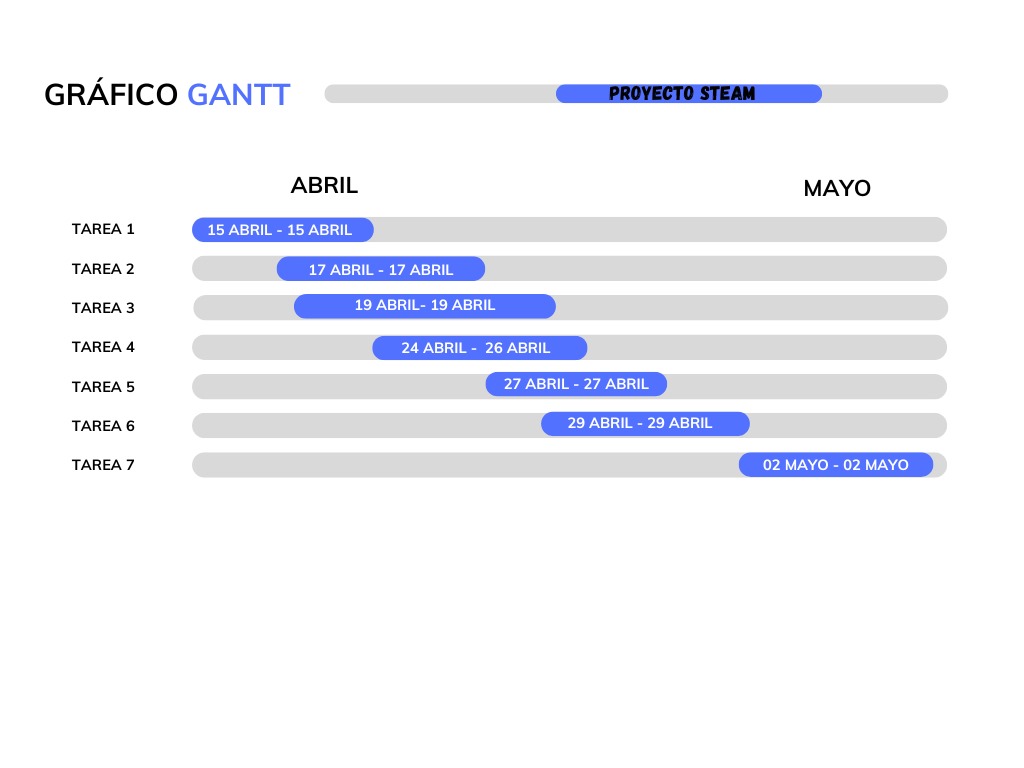 GRÁFICO GANTT
PROYECTO STEAM
ABRIL
MAYO
TAREA 1
15 ABRIL - 15 ABRIL
TAREA 2
17 ABRIL - 17 ABRIL
TAREA 3
19 ABRIL- 19 ABRIL
TAREA 4
24 ABRIL - 26 ABRIL
TAREA 5
27 ABRIL - 27 ABRIL
TAREA 6
29 ABRIL - 29 ABRIL
TAREA 7
02 MAYO - 02 MAYO